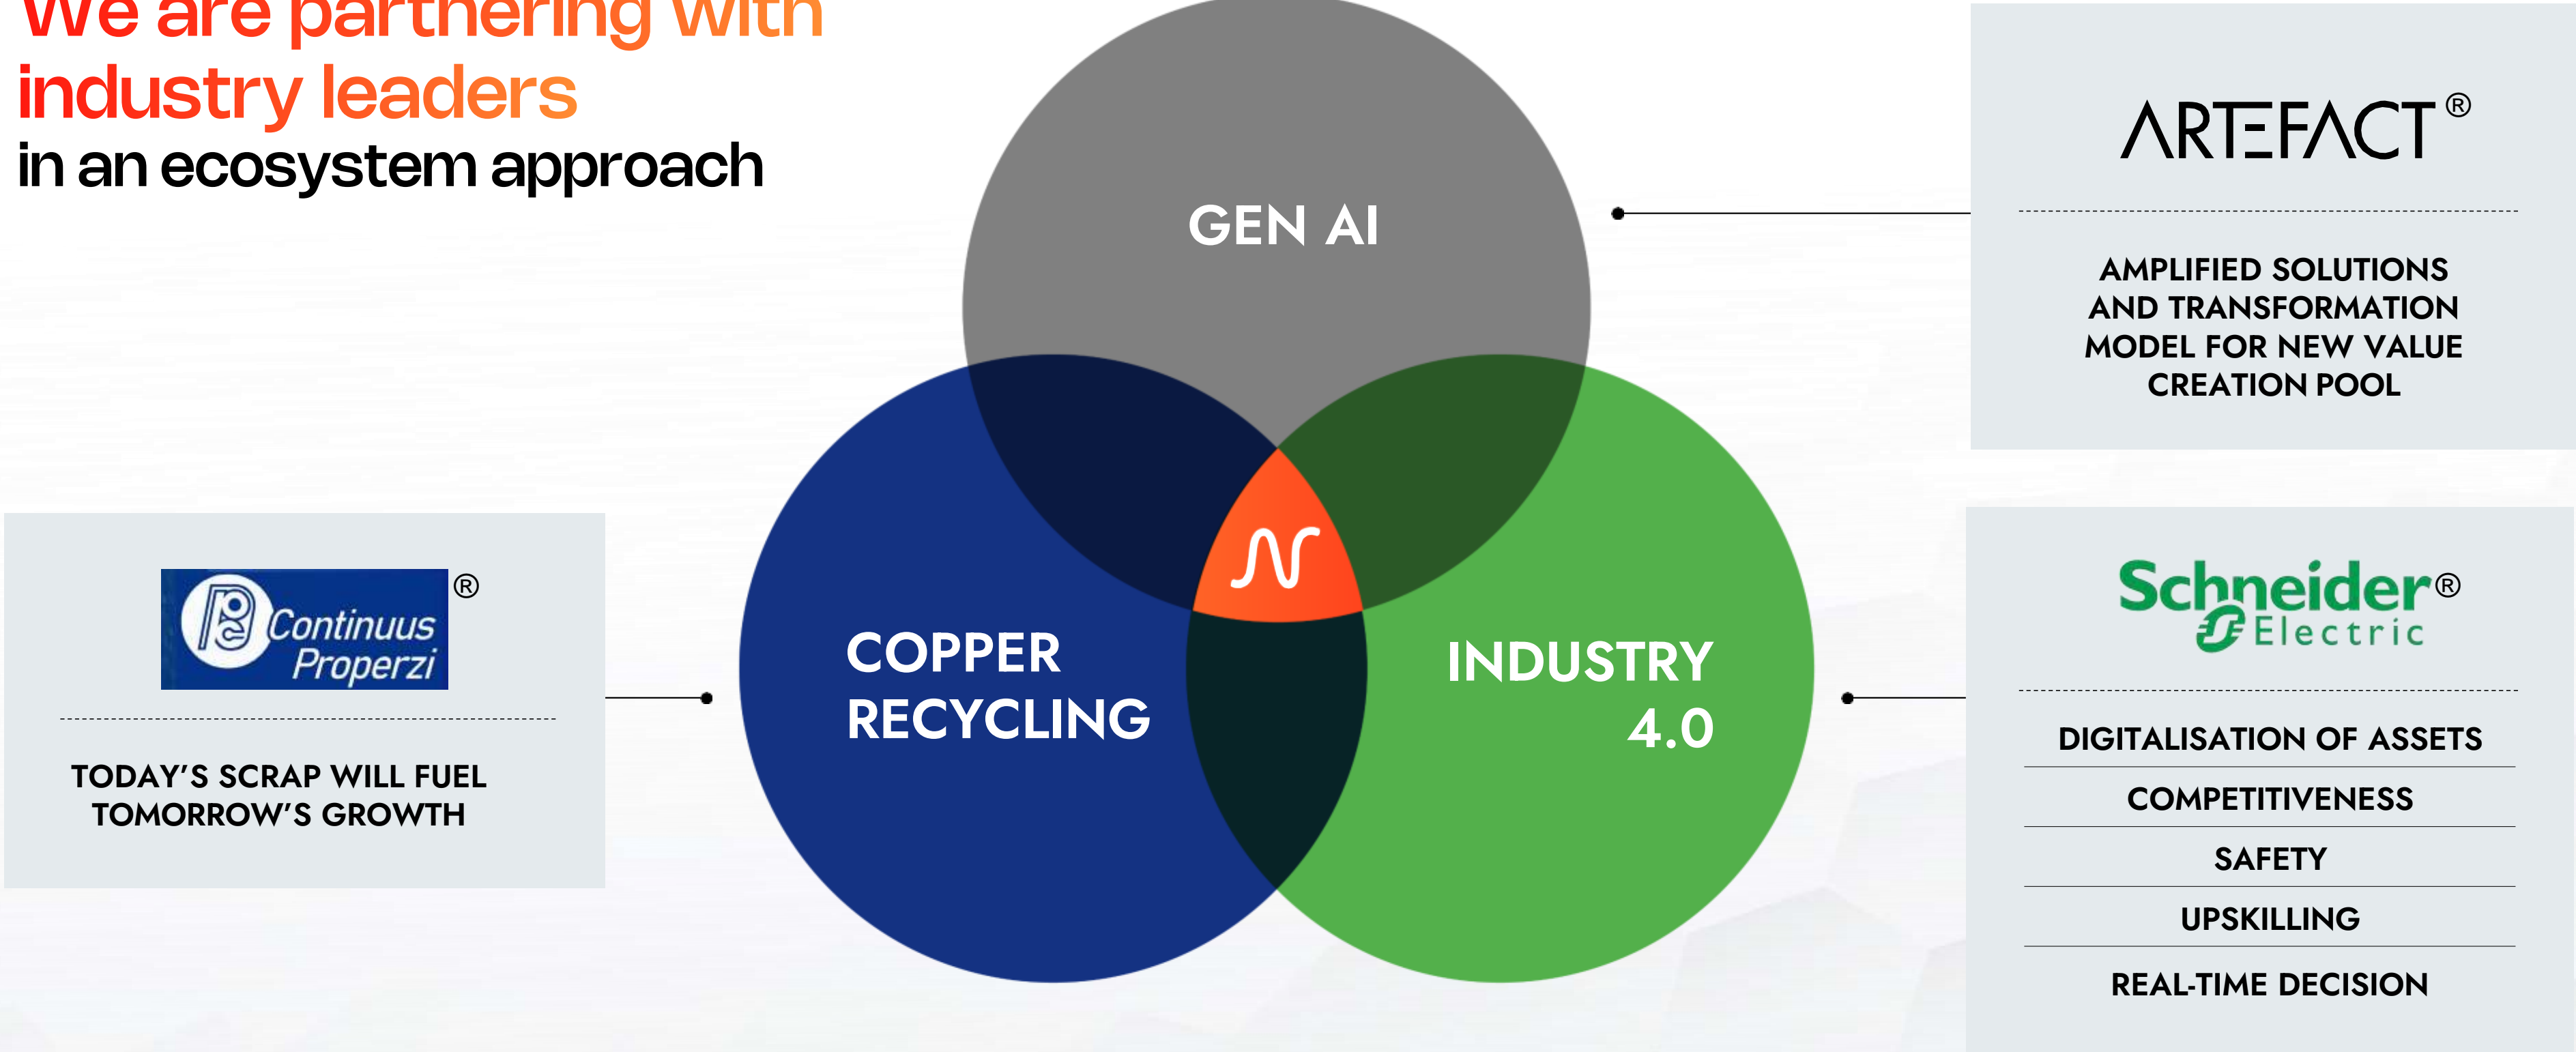 We are partnering with
industry leaders
in an ecosystem approach
GEN AI
ARTEFACT®
AMPLIFIED SOLUTIONS
AND TRANSFORMATION
MODEL FOR NEW VALUE
CREATION POOL
Continuus®
Properzi
TODAY'S SCRAP WILL FUEL
TOMORROW'S GROWTH
COPPER
RECYCLING
INDUSTRY
4.0
Schneider®
Electric
DIGITALISATION OF ASSETS
COMPETITIVENESS
SAFETY
UPSKILLING
REAL-TIME DECISION